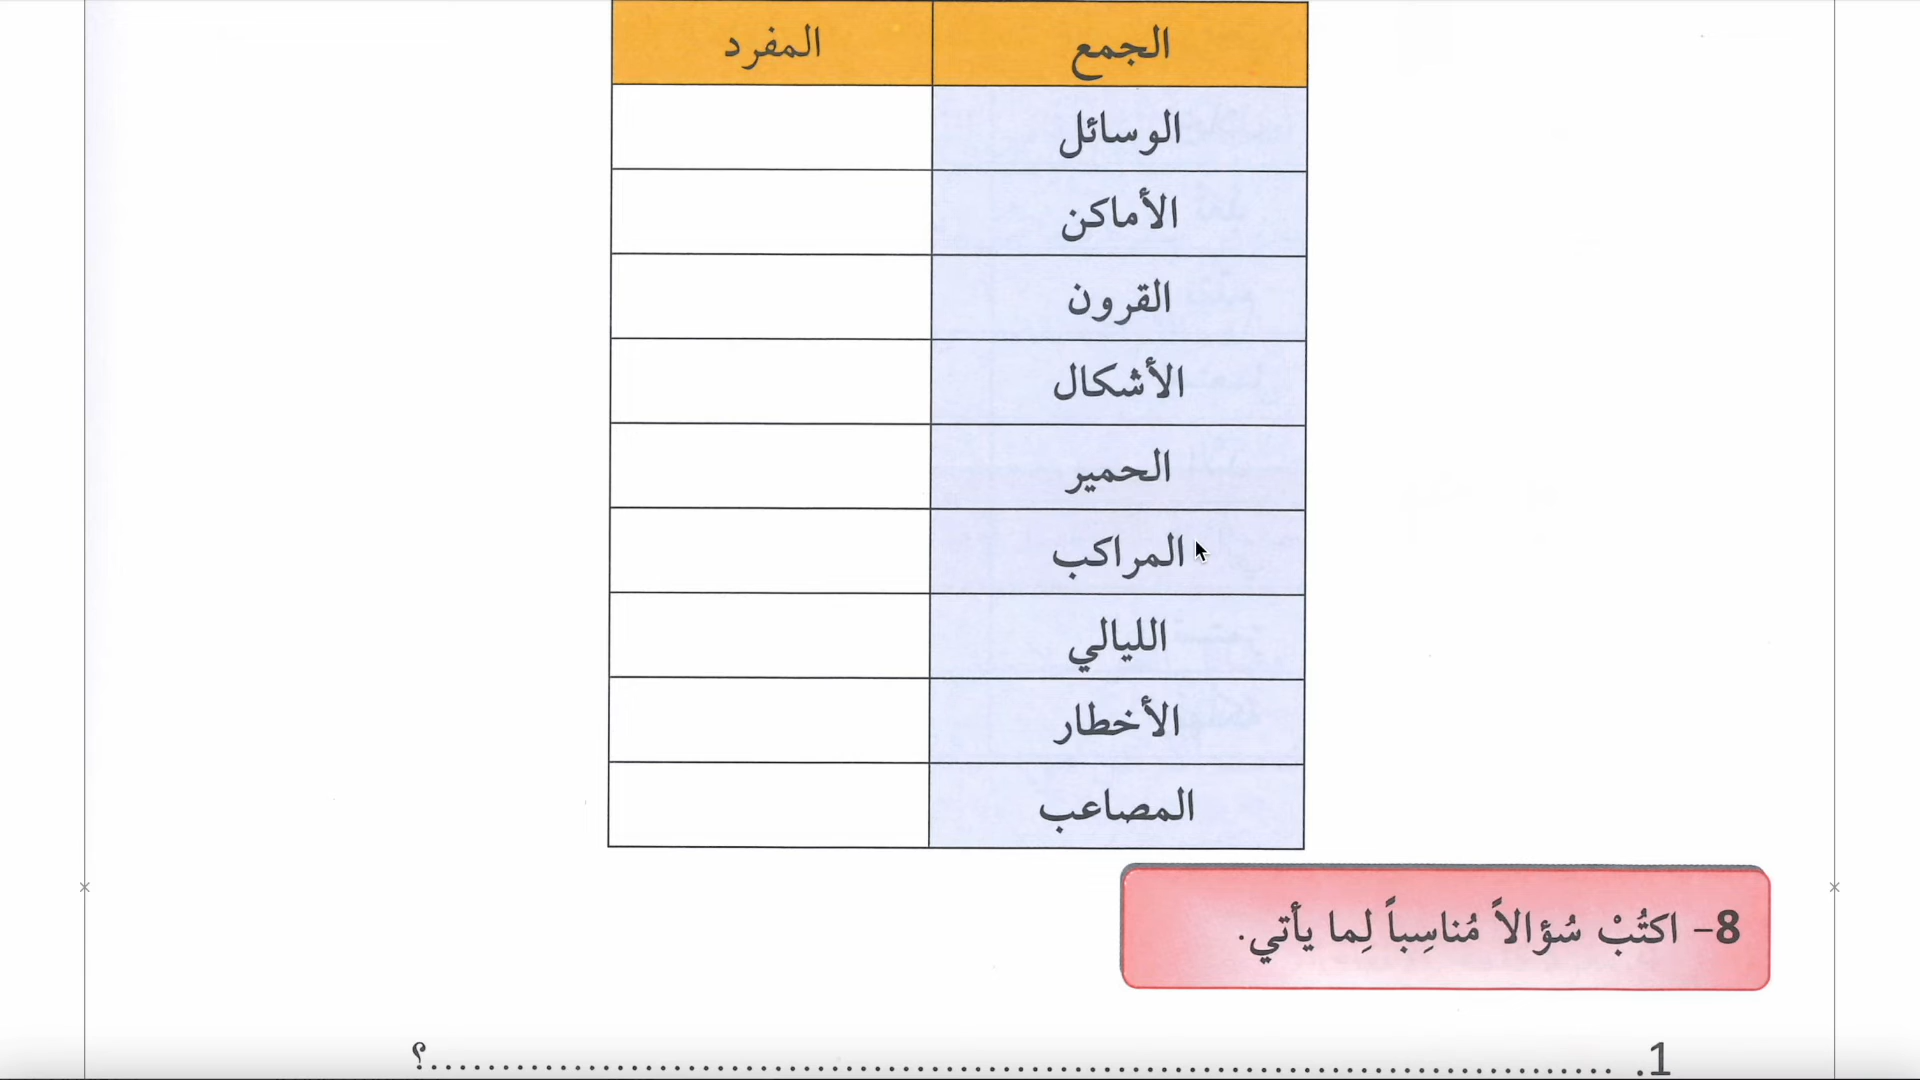 الجمع المفرد
الوسائل
الأماكن
القرون
الأشكال
الحمير
المراكب
الليالي
الأخطار
المصاعب
8- اكتُبْ سُؤالاً مُناسِباً لِما يأتي.
1. ..............................................................................؟